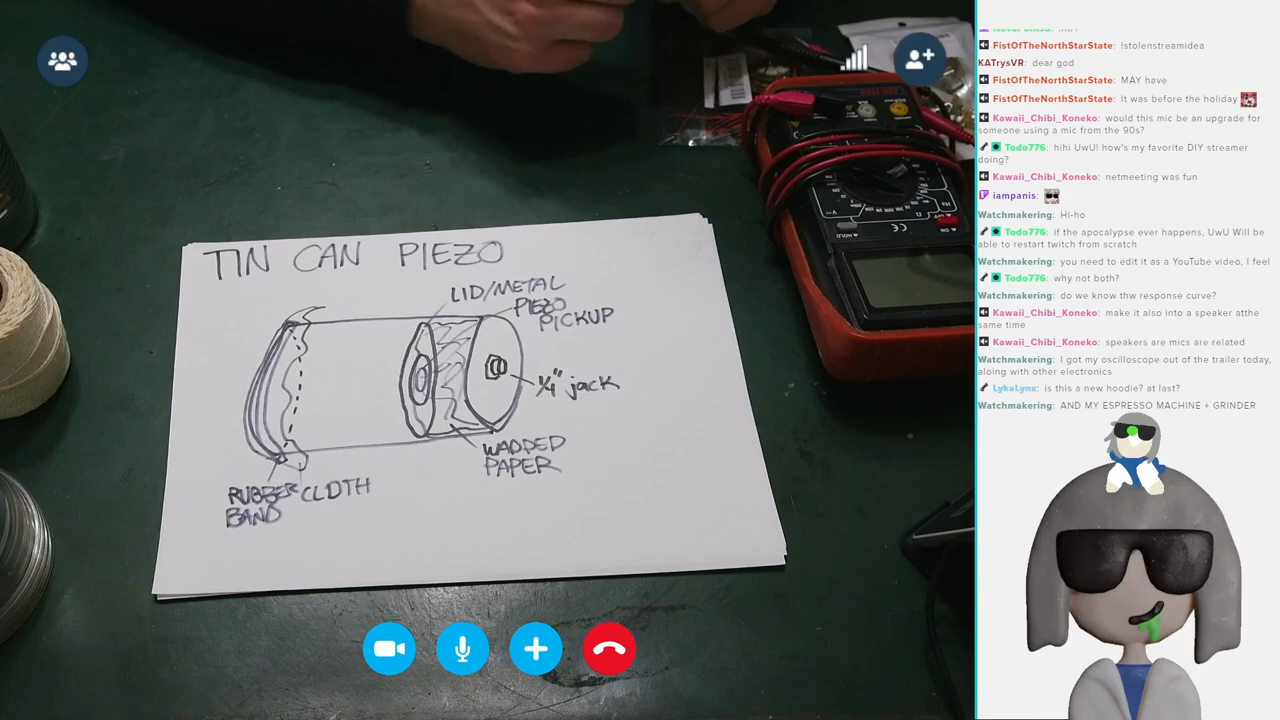 TIN CAN PIEZO
LID/METAL
PIEZO
PICKUP
1/4" jack
WADDED
PAPER
RUBBER
BAND
CLOTH
HOLD
FistOfTheNorthStarState: !stolenstreamidea
KATrysVR: dear god
FistOfTheNorthStarState: MAY have
FistOfTheNorthStarState: It was before the holiday
Kawaii_Chibi_Koneko: would this mic be an upgrade for
someone using a mic from the 90s?
Todo776: hihi UwU! how's my favorite DIY streamer
doing?
Kawaii_Chibi_Koneko: netmeeting was fun
iampanis:
Watchmakering: Hi-ho
Todo776: if the apocalypse ever happens, UwU Will be
able to restart twitch from scratch
Watchmakering: you need to edit it as a YouTube video, I feel
Todo776: why not both?
Watchmakering: do we know thw response curve?
Kawaii_Chibi_Koneko: make it also into a speaker atthe
same time
Kawaii_Chibi_Koneko: speakers are mics are related
Watchmakering: I got my oscilloscope out of the trailer today,
along with other electronics
LykaLynx: is this a new hoodie? at last?
Watchmakering: AND MY ESPRESSO MACHINE + GRINDER